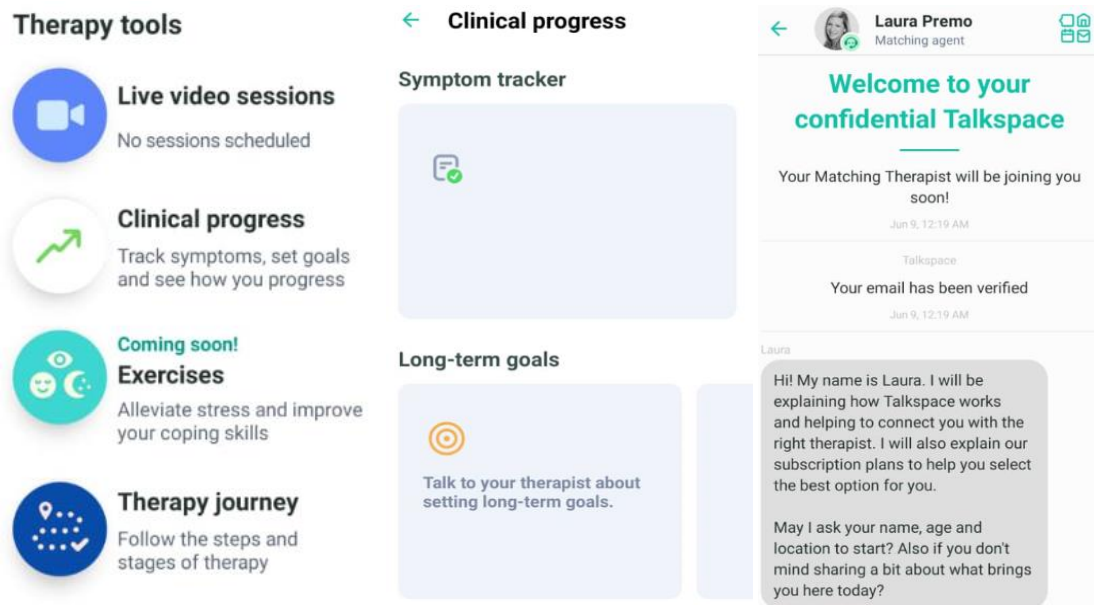 Therapy tools
Live video sessions
No sessions scheduled
Clinical progress
Track symptoms, set goals
and see how you progress
Coming soon!
Exercises
Alleviate stress and improve
your coping skills
Therapy journey
Follow the steps and
stages of therapy
Clinical progress
Symptom tracker
Long-term goals
Talk to your therapist about
setting long-term goals.
Laura Premo
Matching agent
Welcome to your
confidential Talkspace
Your Matching Therapist will be joining you
soon!
Jun 9, 12:19 AM
Talkspace
Your email has been verified
Jun 9, 12:19 AM
Laura
Hi! My name is Laura. I will be
explaining how Talkspace works
and helping to connect you with the
right therapist. I will also explain our
subscription plans to help you select
the best option for you.
May I ask your name, age and
location to start? Also if you don't
mind sharing a bit about what brings
you here today?